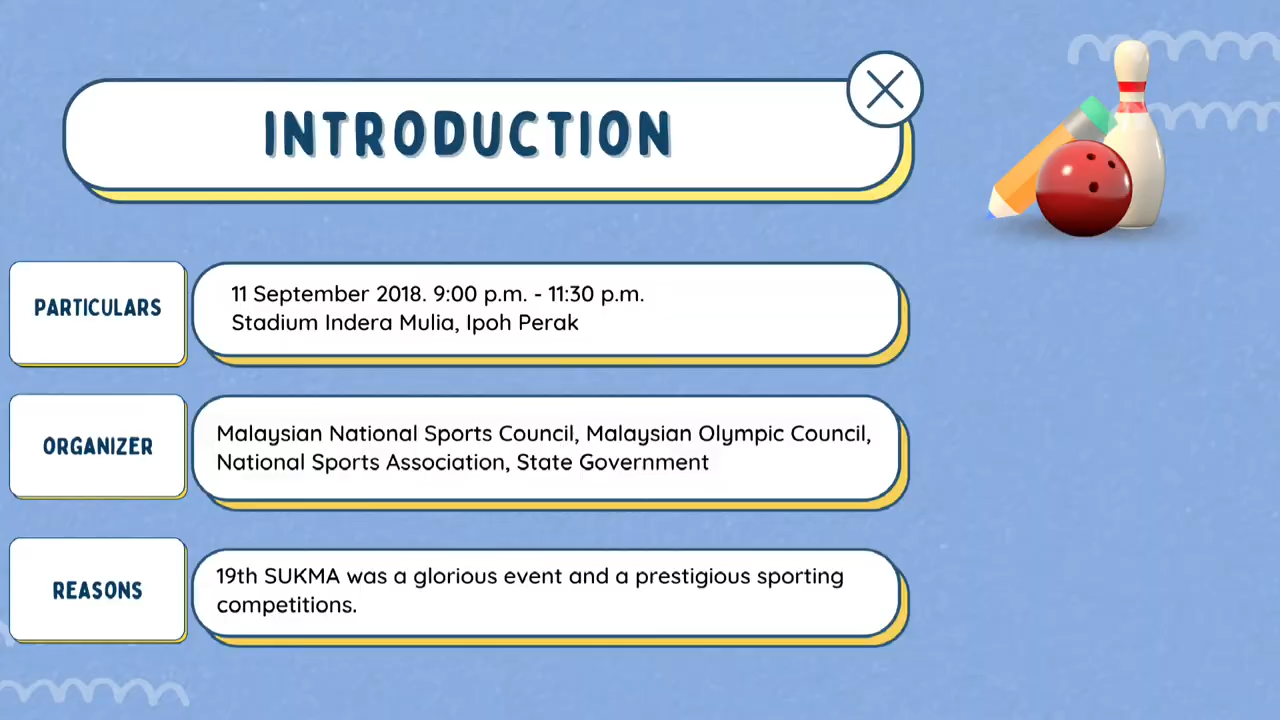 INTRODUCTION
PARTICULARS
11 September 2018. 9:00 p.m. - 11:30 p.m.
Stadium Indera Mulia, Ipoh Perak
ORGANIZER
Malaysian National Sports Council, Malaysian Olympic Council,
National Sports Association, State Government
REASONS
19th SUKMA was a glorious event and a prestigious sporting
competitions.